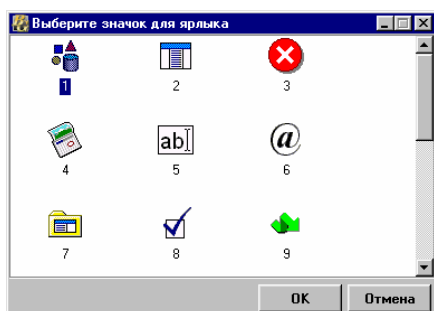 Выберите значок для ярлыка
1 2 3
4 ab 5 @ 6
7 8 9
OK Отмена